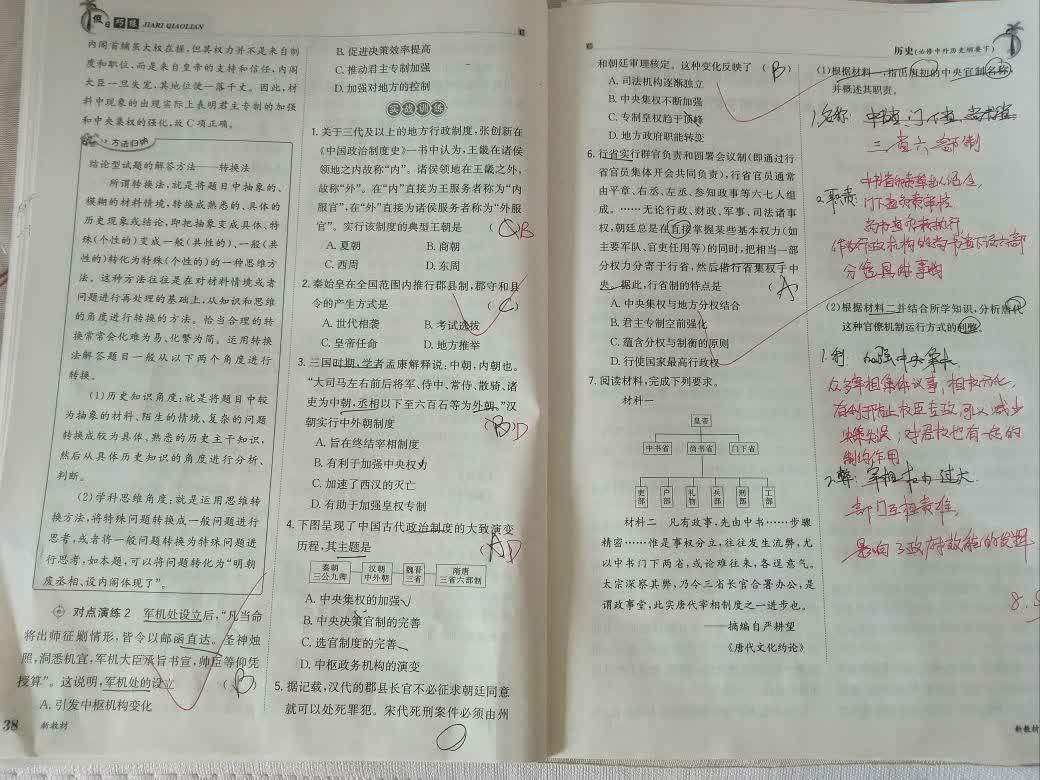 假日巧练 JIARI QIAOLIAN
内阁首辅虽大权在握,但其权力并不是来自制
度和职位,而是来自皇帝的支持和信任,内阁
大臣一旦失宠,其地位便一落千丈。因此,材
料中现象的出现实际上表明君主专制的加强
和中央集权的强化,故C项正确。
方法归纳
结论型试题的解答方法——转换法
所谓转换法,就是将题目中抽象的、
模糊的材料情境,转换成熟悉的、具体的
历史现象或结论,即把抽象变成具体、特
殊(个性的)变成一般(共性的)、一般(共
性的)转化为特殊(个性的)的一种思维方
法。这种方法往往是在对材料情境或者
问题进行再处理的基础上,从知识和思维
的角度进行转换的方法。恰当合理的转
换常常会化难为易、化繁为简。运用转换
法解答题目一般从以下两个角度进行
转换。
(1)历史知识角度:就是将题目中较
为抽象的材料、陌生的情境、复杂的问题
转换成较为具体、熟悉的历史主干知识,
然后从具体历史知识的角度进行分析、
判断。
(2)学科思维角度:就是运用思维转
换方法,将特殊问题转换成一般问题进行
思考,或者将一般问题转换为特殊问题进
行思考,如本题,可以将问题转化为“明朝
废丞相、设内阁体现了”。
对点演练2 军机处设立后,“凡当命
将出师征剿情形,皆令以邮函直达。圣神烛
照,洞悉机宜,军机大臣承旨书宣,帅臣等仰凭
授算”。这说明,军机处的设立 (B)
A. 引发中枢机构变化
38 新教材
B. 促进决策效率提高
C. 推动君主专制加强
D. 加强对地方的控制
实战训练
1. 关于三代及以上的地方行政制度,张创新在
《中国政治制度史》一书中认为,王畿在诸侯
领地之内故称“内”。诸侯领地在王畿之外,
故称“外”。在“内”直接为王服务者称为“内
服官”,在“外”直接为诸侯服务者称为“外服
官”。实行该制度的典型王朝是 ( B
A. 夏朝 B. 商朝
C. 西周 D. 东周
2. 秦始皇在全国范围内推行郡县制,郡守和县
令的产生方式是 (C
A. 世代相袭 B. 考试选拔
C. 皇帝任命 D. 地方推举
3. 三国时期,学者孟康解释说:中朝,内朝也。
“大司马左右前后将军、侍中、常侍、散骑、诸
吏为中朝,丞相以下至六百石等为外朝。”汉
朝实行中外朝制度 (B D
A. 旨在终结宰相制度
B. 有利于加强中央权力
C. 加速了西汉的灭亡
D. 有助于加强皇权专制
4. 下图呈现了中国古代政治制度的大致演变
历程,其主题是 (A D
秦朝 三公九卿 汉朝 中外朝 魏晋 三省 隋唐 三省六部制
A. 中央集权的加强
B. 中央决策官制的完善
C. 选官制度的完善
D. 中枢政务机构的演变
5. 据记载,汉代的郡县长官不必征求朝廷同意
就可以处死罪犯。宋代死刑案件必须由州
历史(必修中外历史纲要下)
和朝廷审理核定。这种变化反映了 (B)
A. 司法机构逐渐独立
B. 中央集权不断加强
C. 专制皇权趋于顶峰
D. 地方政府职能转变
6. 行省实行群官负责和圆署会议制(即通过行
省官员集体开会共同负责),行省官员通常
由平章、右丞、左丞、参知政事等六七人组
成。……无论行政、财政、军事、司法诸事
权,朝廷总是在直接掌握某些基本权力(如
主要军队、官吏任用等)的同时,把相当一部
分权力分寄于行省,然后借行省集权于中
央。据此,行省制的特点是 (A)
A. 中央集权与地方分权结合
B. 君主专制空前强化
C. 蕴含分权与制衡的原则
D. 行使国家最高行政权
7. 阅读材料,完成下列要求。
材料一
皇帝
中书省 尚书省 门下省
吏部 户部 礼部 兵部 刑部 工部
材料二 凡有政事,先由中书……步骤
精密……惟是事权分立,往往发生流弊,尤
以中书门下两省,或论难往来,各逞意气。
太宗深察其弊,乃令三省长官合署办公,是
谓政事堂,此实唐代宰相制度之一进步也。
——摘编自严耕望
《唐代文化约论》
(1)根据材料一,指出隋初的中央官制名称,
并概述其职责。
1.名称 中书、门下省、尚书省
三省六部制
2.职责: 中书省负责草拟诏令,
门下省负责审核
尚书省负责执行
作为行政机构的尚书省下设六部
分管具体事物
(2)根据材料二并结合所学知识,分析唐代
这种官僚机制运行方式的利弊。
1.利: 加强中央集权
众多宰相集体议事,相权分化,
有利于防止权臣专政,可以减少
决策失误;对君权也有一定的
制约作用
2.弊: 宰相权力过大
部门互相责难,
影响了政府效能的发挥
新教材